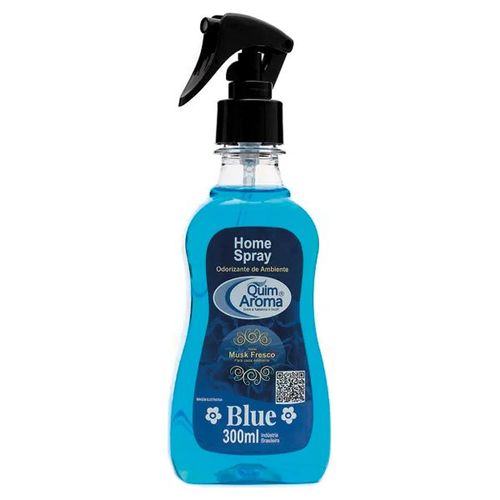 Home
Spray
Odorizante de Ambiente
Quim
Aroma®
Musk Fresco
Blue
300ml
Indústria
Brasileira